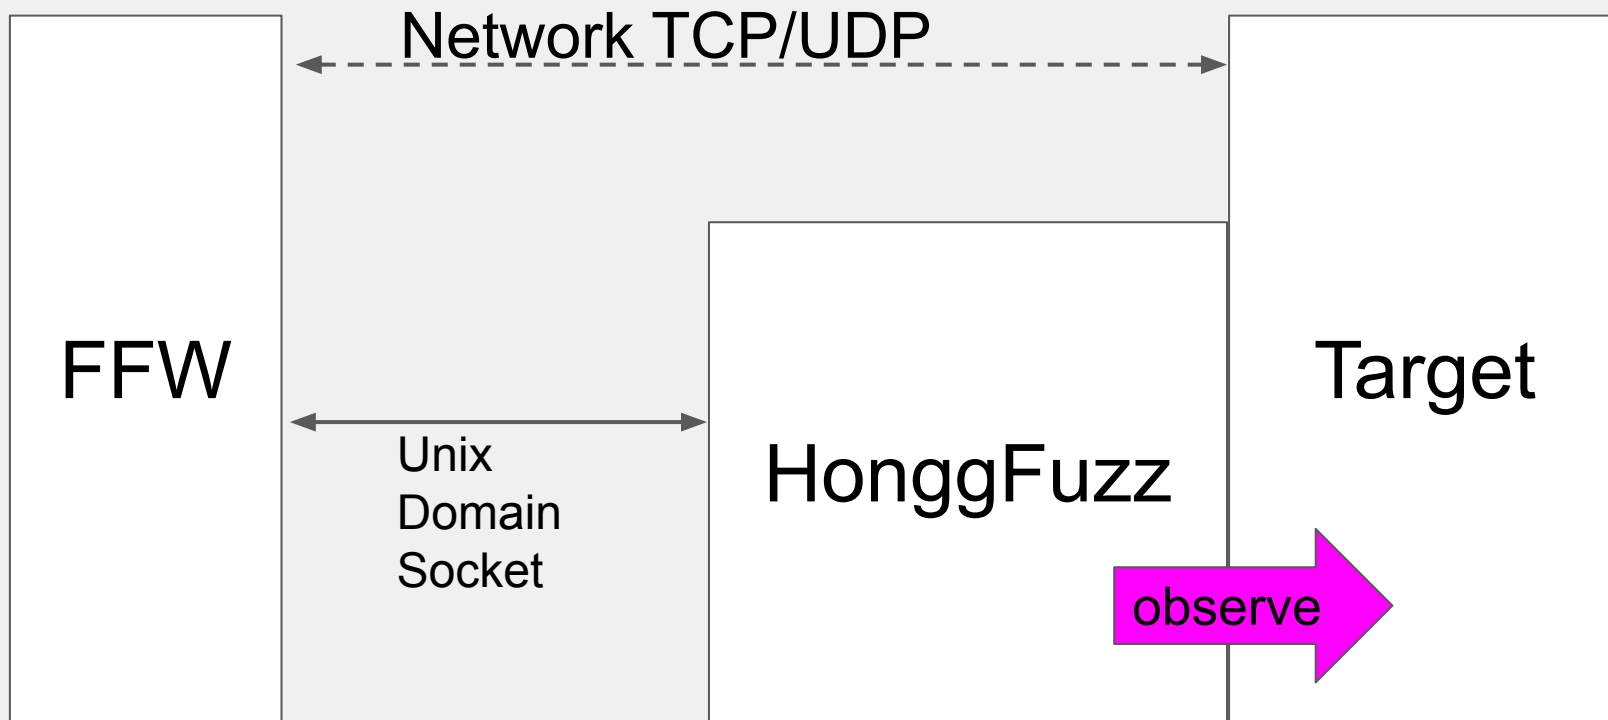 Network TCP/UDP
FFW
Target
Unix
Domain
Socket
HonggFuzz
observe